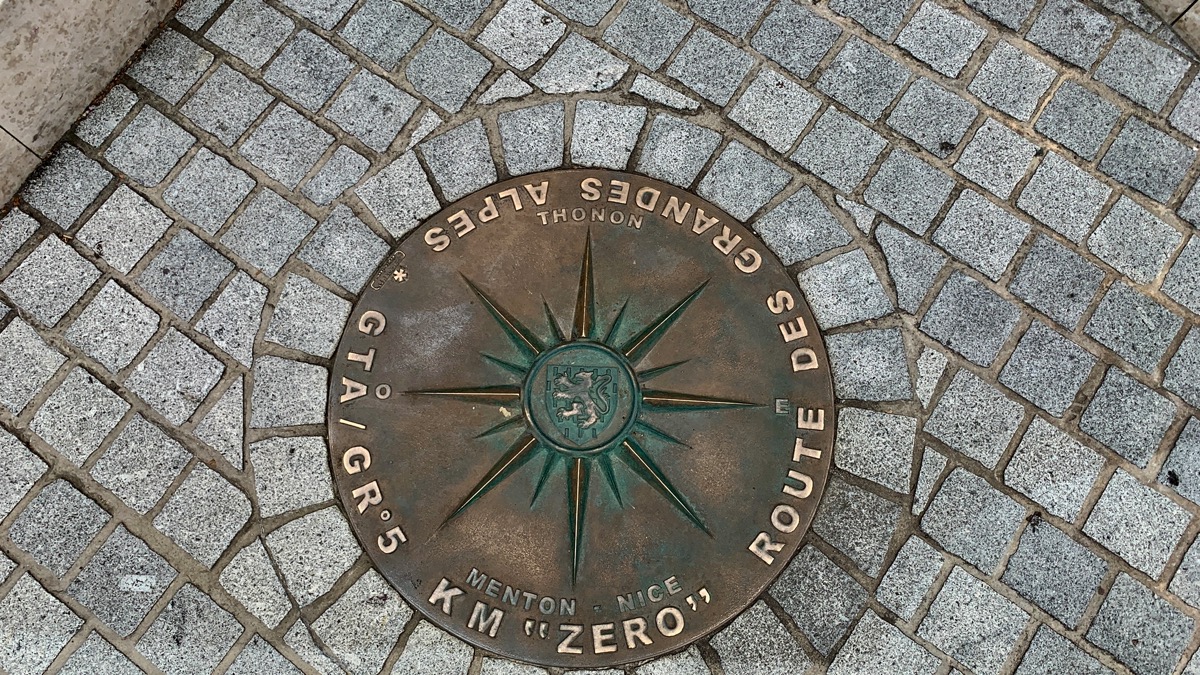 ROUTE DES GRANDES ALPES
THONON
*
GTA/GR°5
O
E
MENTON - NICE
KM "ZERO"